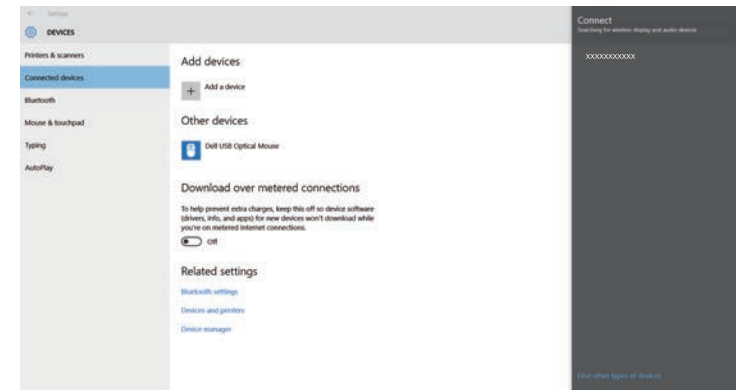 Settings
DEVICES
Printers & scanners
Connected devices
Bluetooth
Mouse & touchpad
Typing
AutoPlay
Add devices
Add a device
Other devices
Dell USB Optical Mouse
Download over metered connections
To help prevent extra charges, keep this off so device software
(drivers, info, and apps) for new devices won't download while
you're on metered Internet connections.
Off
Related settings
Bluetooth settings
Devices and printers
Device manager
Connect
Searching for wireless display and audio devices
xxxxxxxxxxx
Find other types of devices